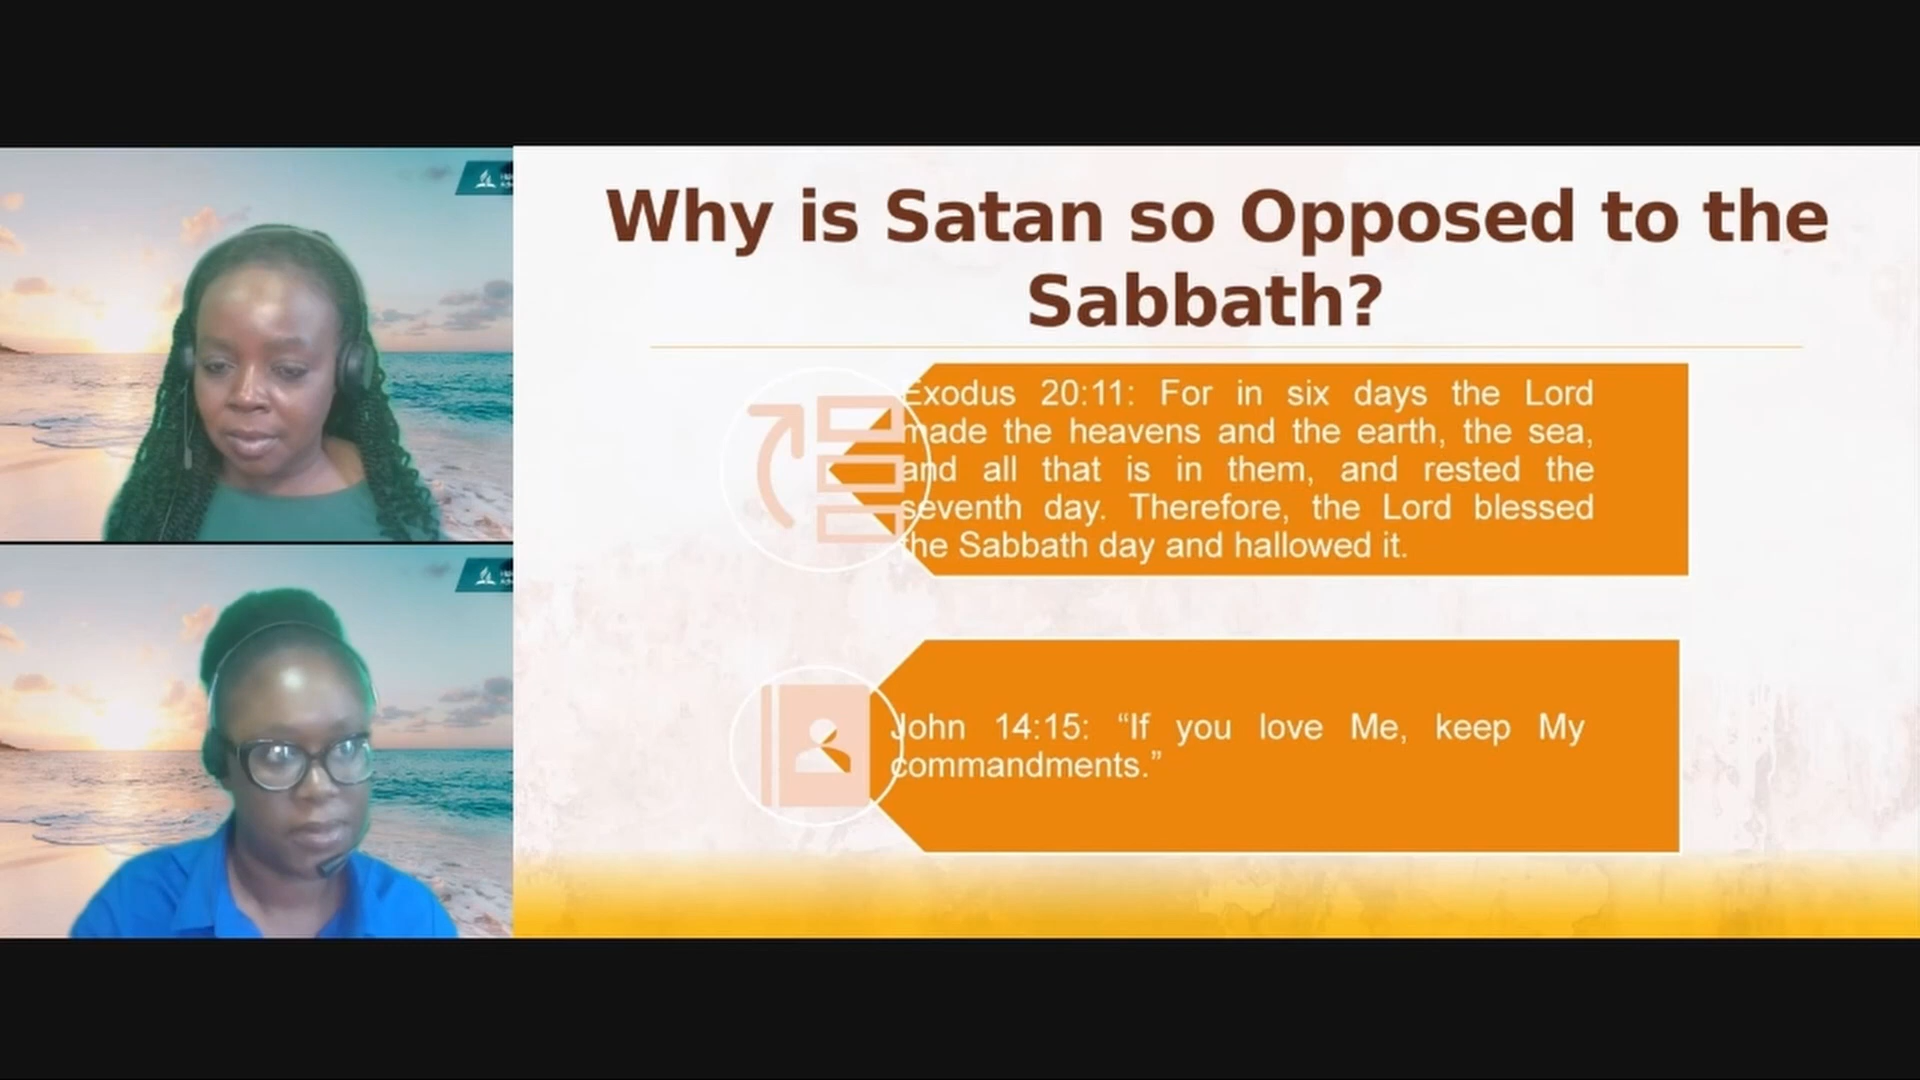 Why is Satan so Opposed to the
Sabbath?
Exodus 20:11: For in six days the Lord
made the heavens and the earth, the sea,
and all that is in them, and rested the
seventh day. Therefore, the Lord blessed
the Sabbath day and hallowed it.
John 14:15: “If you love Me, keep My
commandments.”